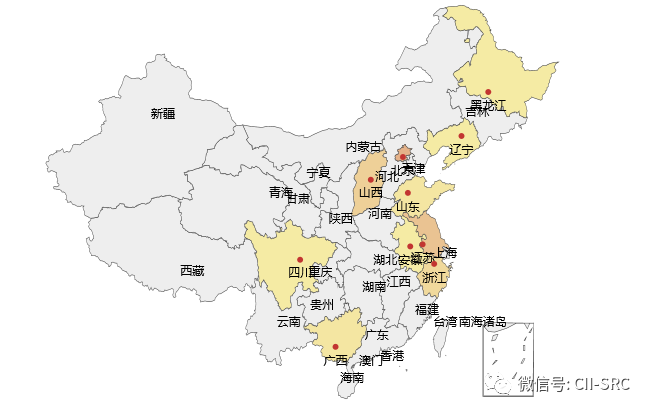 黑龙江
吉林
新疆
辽宁
内蒙古
北京
天津
宁夏
河北
青海
甘肃
山西
山东
陕西
河南
湖北
安徽
江苏
上海
西藏
四川
重庆
浙江
湖南
江西
贵州
福建
云南
台湾
南海诸岛
广东
广西
澳门
香港
海南
微信号: CII-SRC